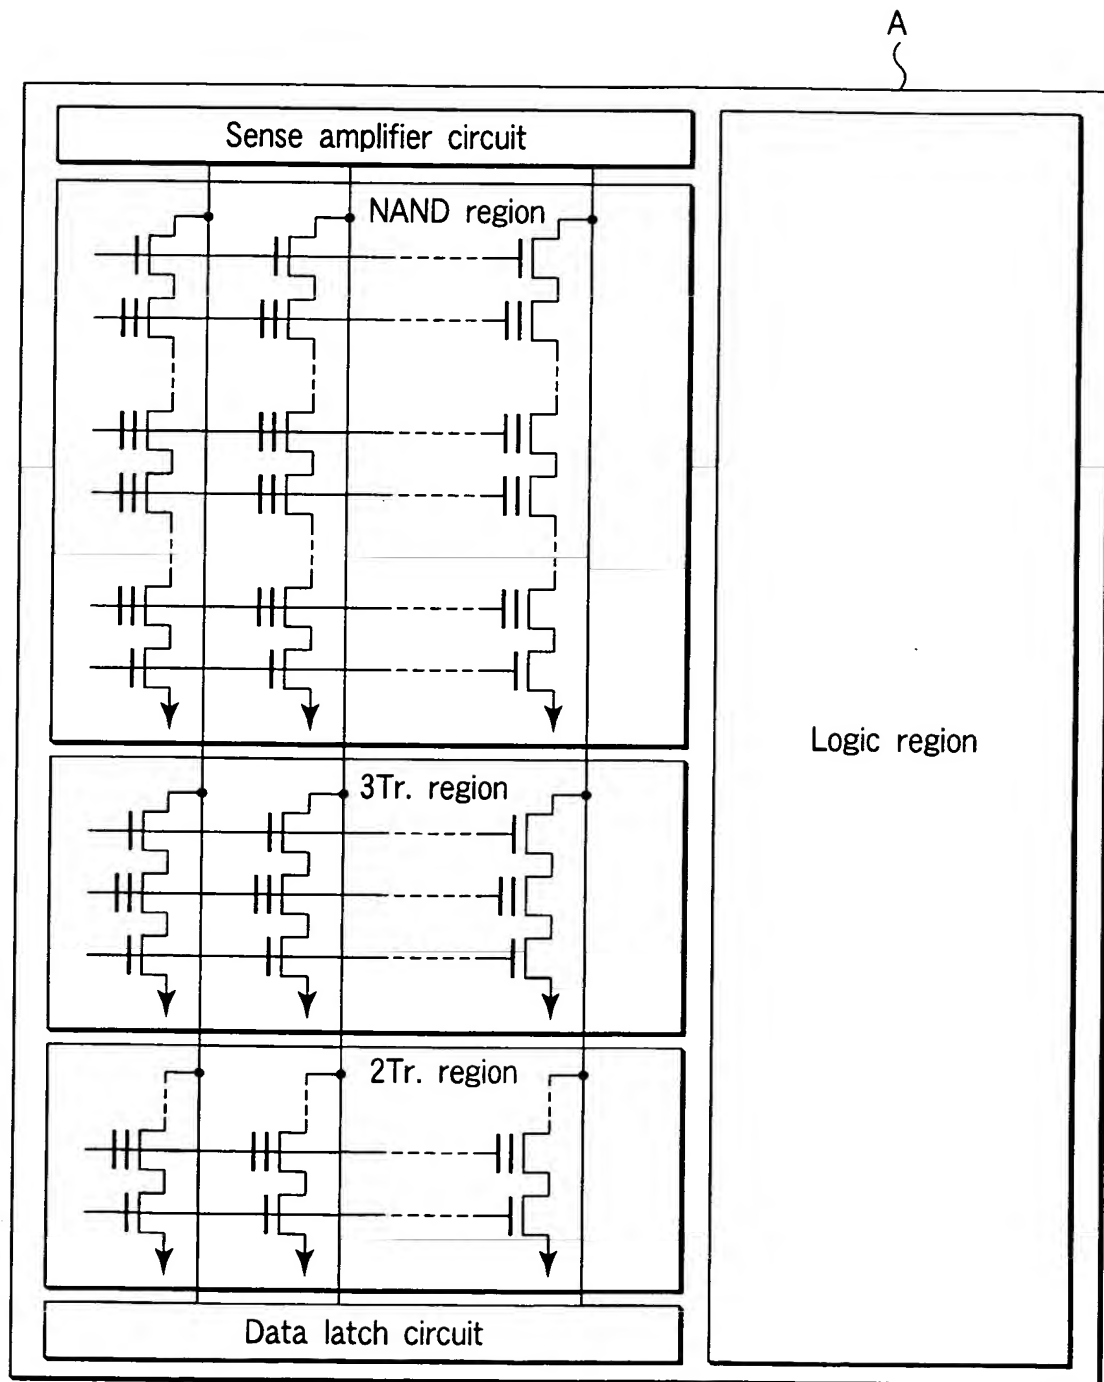 A
Sense amplifier circuit
NAND region
Logic region
3Tr. region
2Tr. region
Data latch circuit